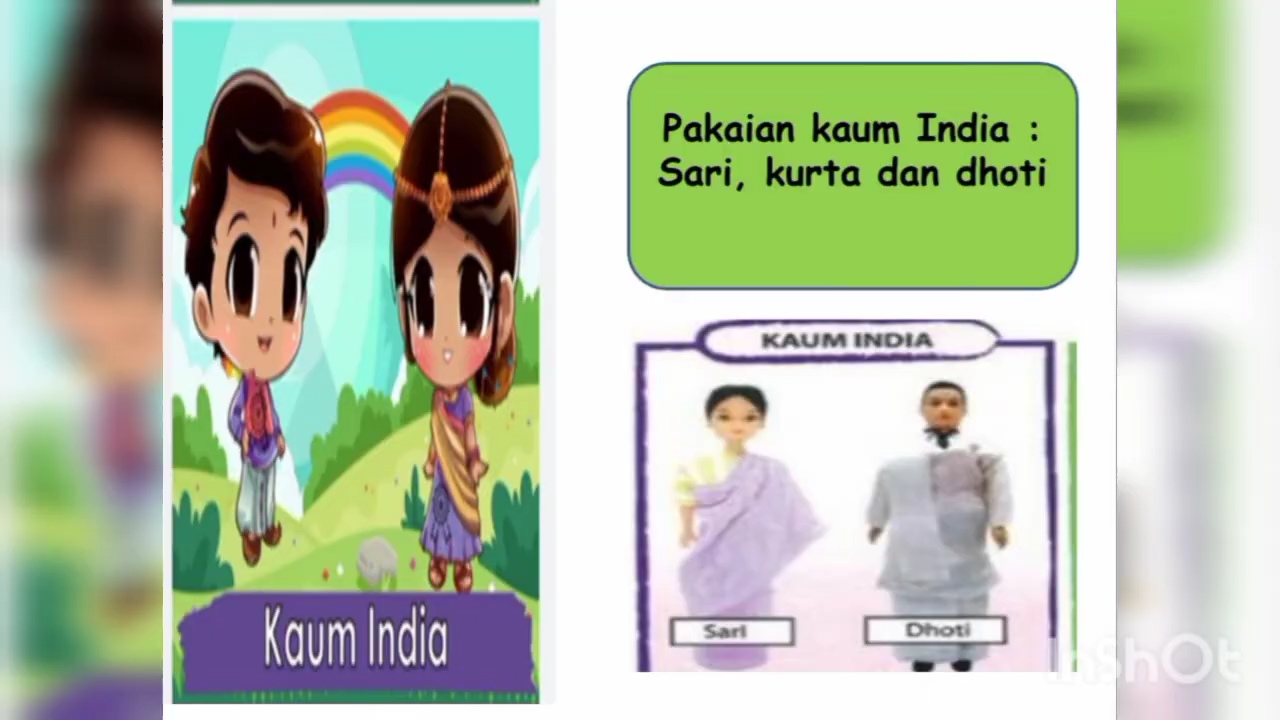 Pakaian kaum India :
Sari, kurta dan dhoti
KAUM INDIA
Sari
Dhoti
Kaum India
InShOt